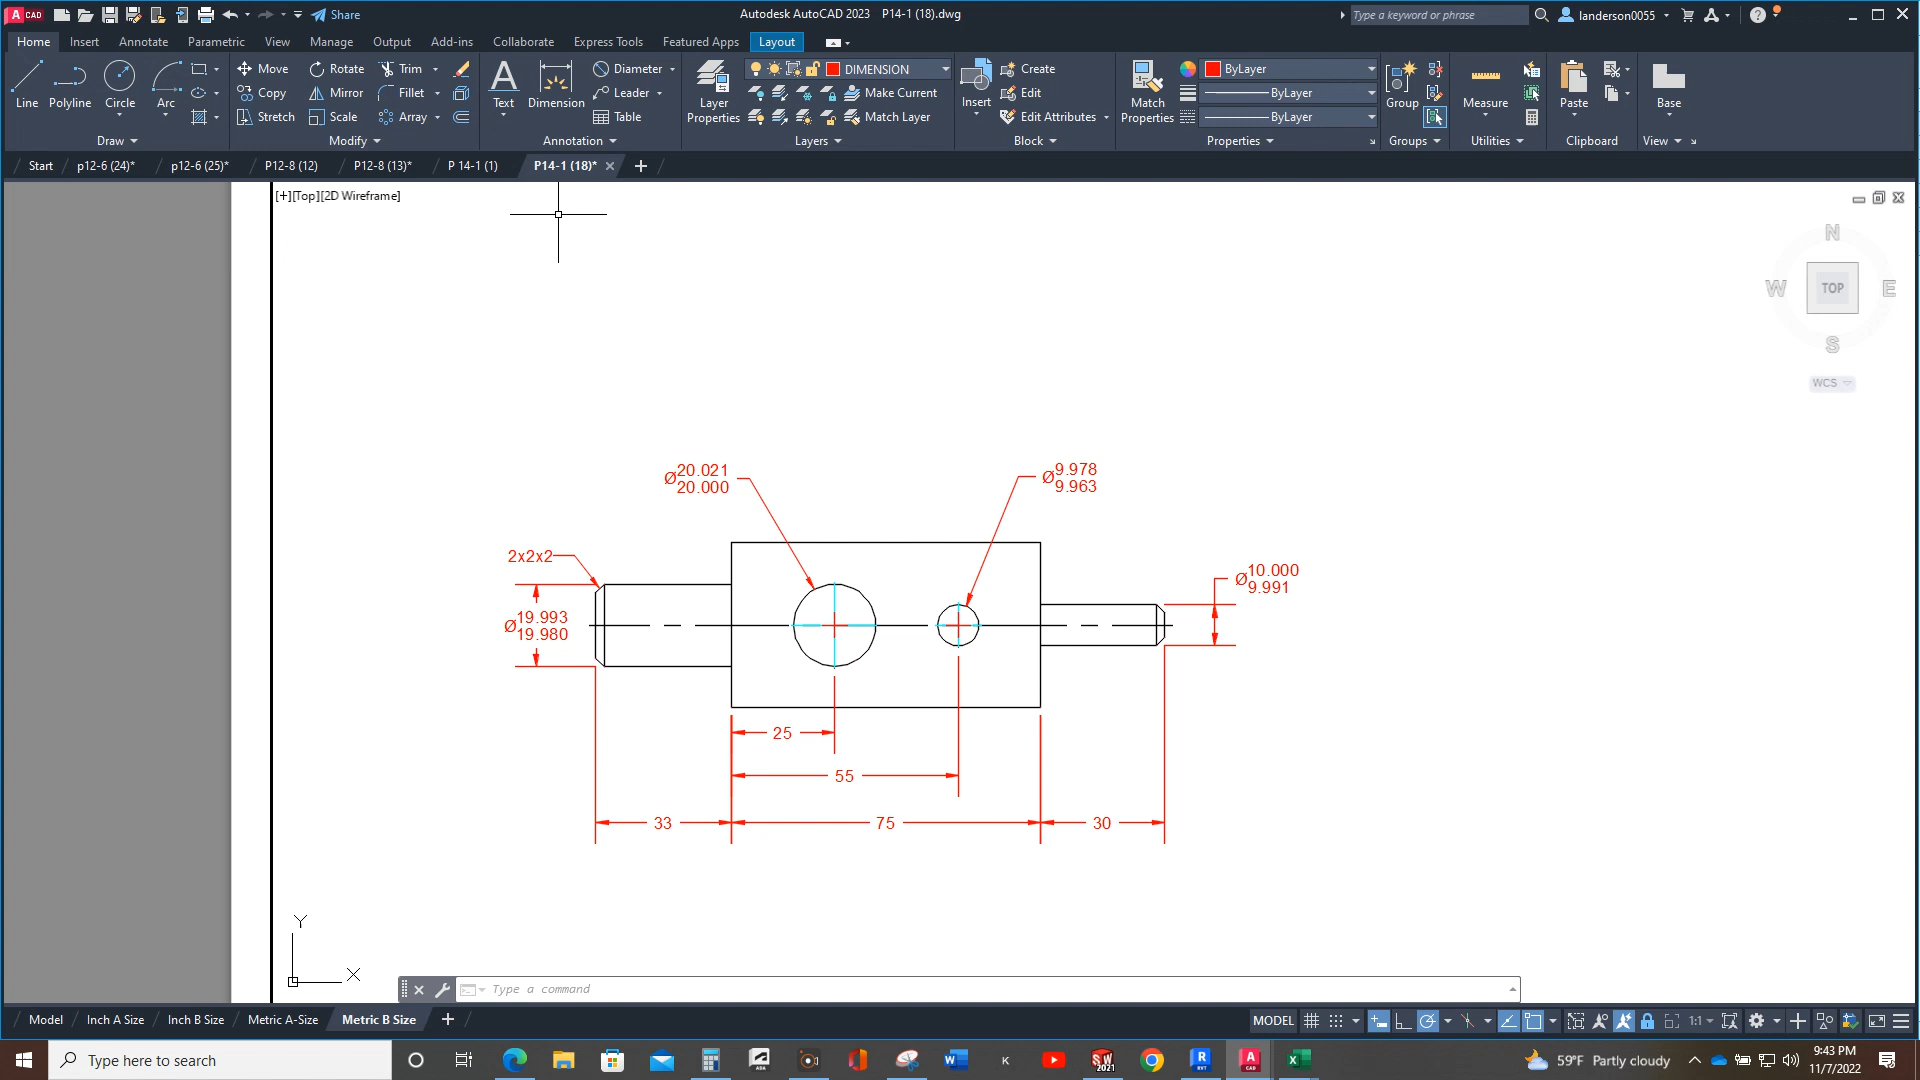 A CAD
Share
Autodesk AutoCAD 2023 P14-1 (18).dwg
Type a keyword or phrase
landerson0055
Home Insert Annotate Parametric View Manage Output Add-ins Collaborate Express Tools Featured Apps Layout
Line Polyline Circle Arc
Move Rotate Trim
Copy Mirror Fillet
Stretch Scale Array
Text Dimension
Diameter
Leader
Table
Layer Properties
DIMENSION
Make Current
Match Layer
Insert
Create
Edit
Edit Attributes
Match Properties
ByLayer
ByLayer
ByLayer
Group
Measure
Paste
Base
Draw Modify Annotation Layers Block Properties Groups Utilities Clipboard View
Start p12-6 (24)* p12-6 (25)* P12-8 (12) P12-8 (13)* P 14-1 (1) P14-1 (18)*
[+][Top][2D Wireframe]
N
W TOP E
S
WCS
Ø20.021
20.000
Ø9.978
9.963
2x2x2
Ø10.000
9.991
Ø19.993
19.980
25
55
33 75 30
Y
X
Type a command
Model Inch A Size Inch B Size Metric A-Size Metric B Size
MODEL 1:1
Type here to search
59°F Partly cloudy
9:43 PM
11/7/2022